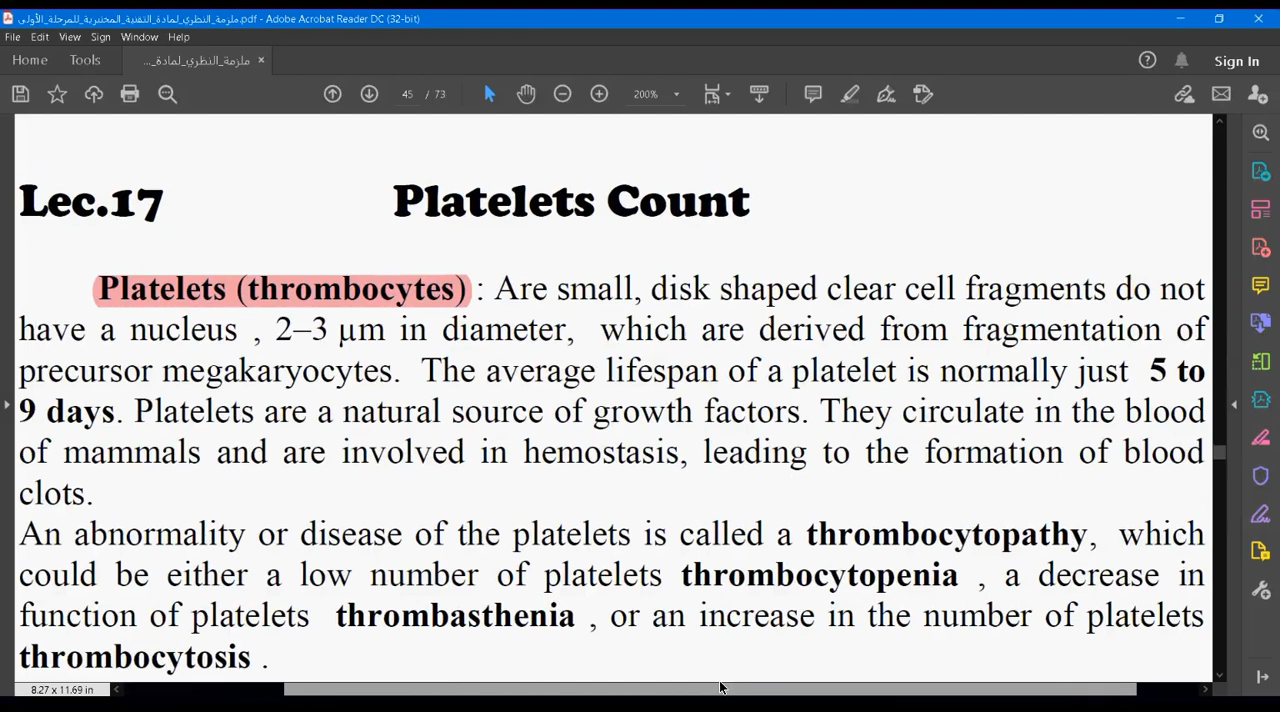 ملزمة_النظري_لمادة_التقنية_المختبرية_للمرحلة_الأولى.pdf - Adobe Acrobat Reader DC (32-bit)
File Edit View Sign Window Help
Home Tools ملزمة_النظري_لمادة_... × Sign In
45 / 73 200%
Lec.17 Platelets Count
Platelets (thrombocytes) : Are small, disk shaped clear cell fragments do not
have a nucleus , 2–3 µm in diameter, which are derived from fragmentation of
precursor megakaryocytes. The average lifespan of a platelet is normally just 5 to
9 days. Platelets are a natural source of growth factors. They circulate in the blood
of mammals and are involved in hemostasis, leading to the formation of blood
clots.
An abnormality or disease of the platelets is called a thrombocytopathy, which
could be either a low number of platelets thrombocytopenia , a decrease in
function of platelets thrombasthenia , or an increase in the number of platelets
thrombocytosis .
8.27 x 11.69 in